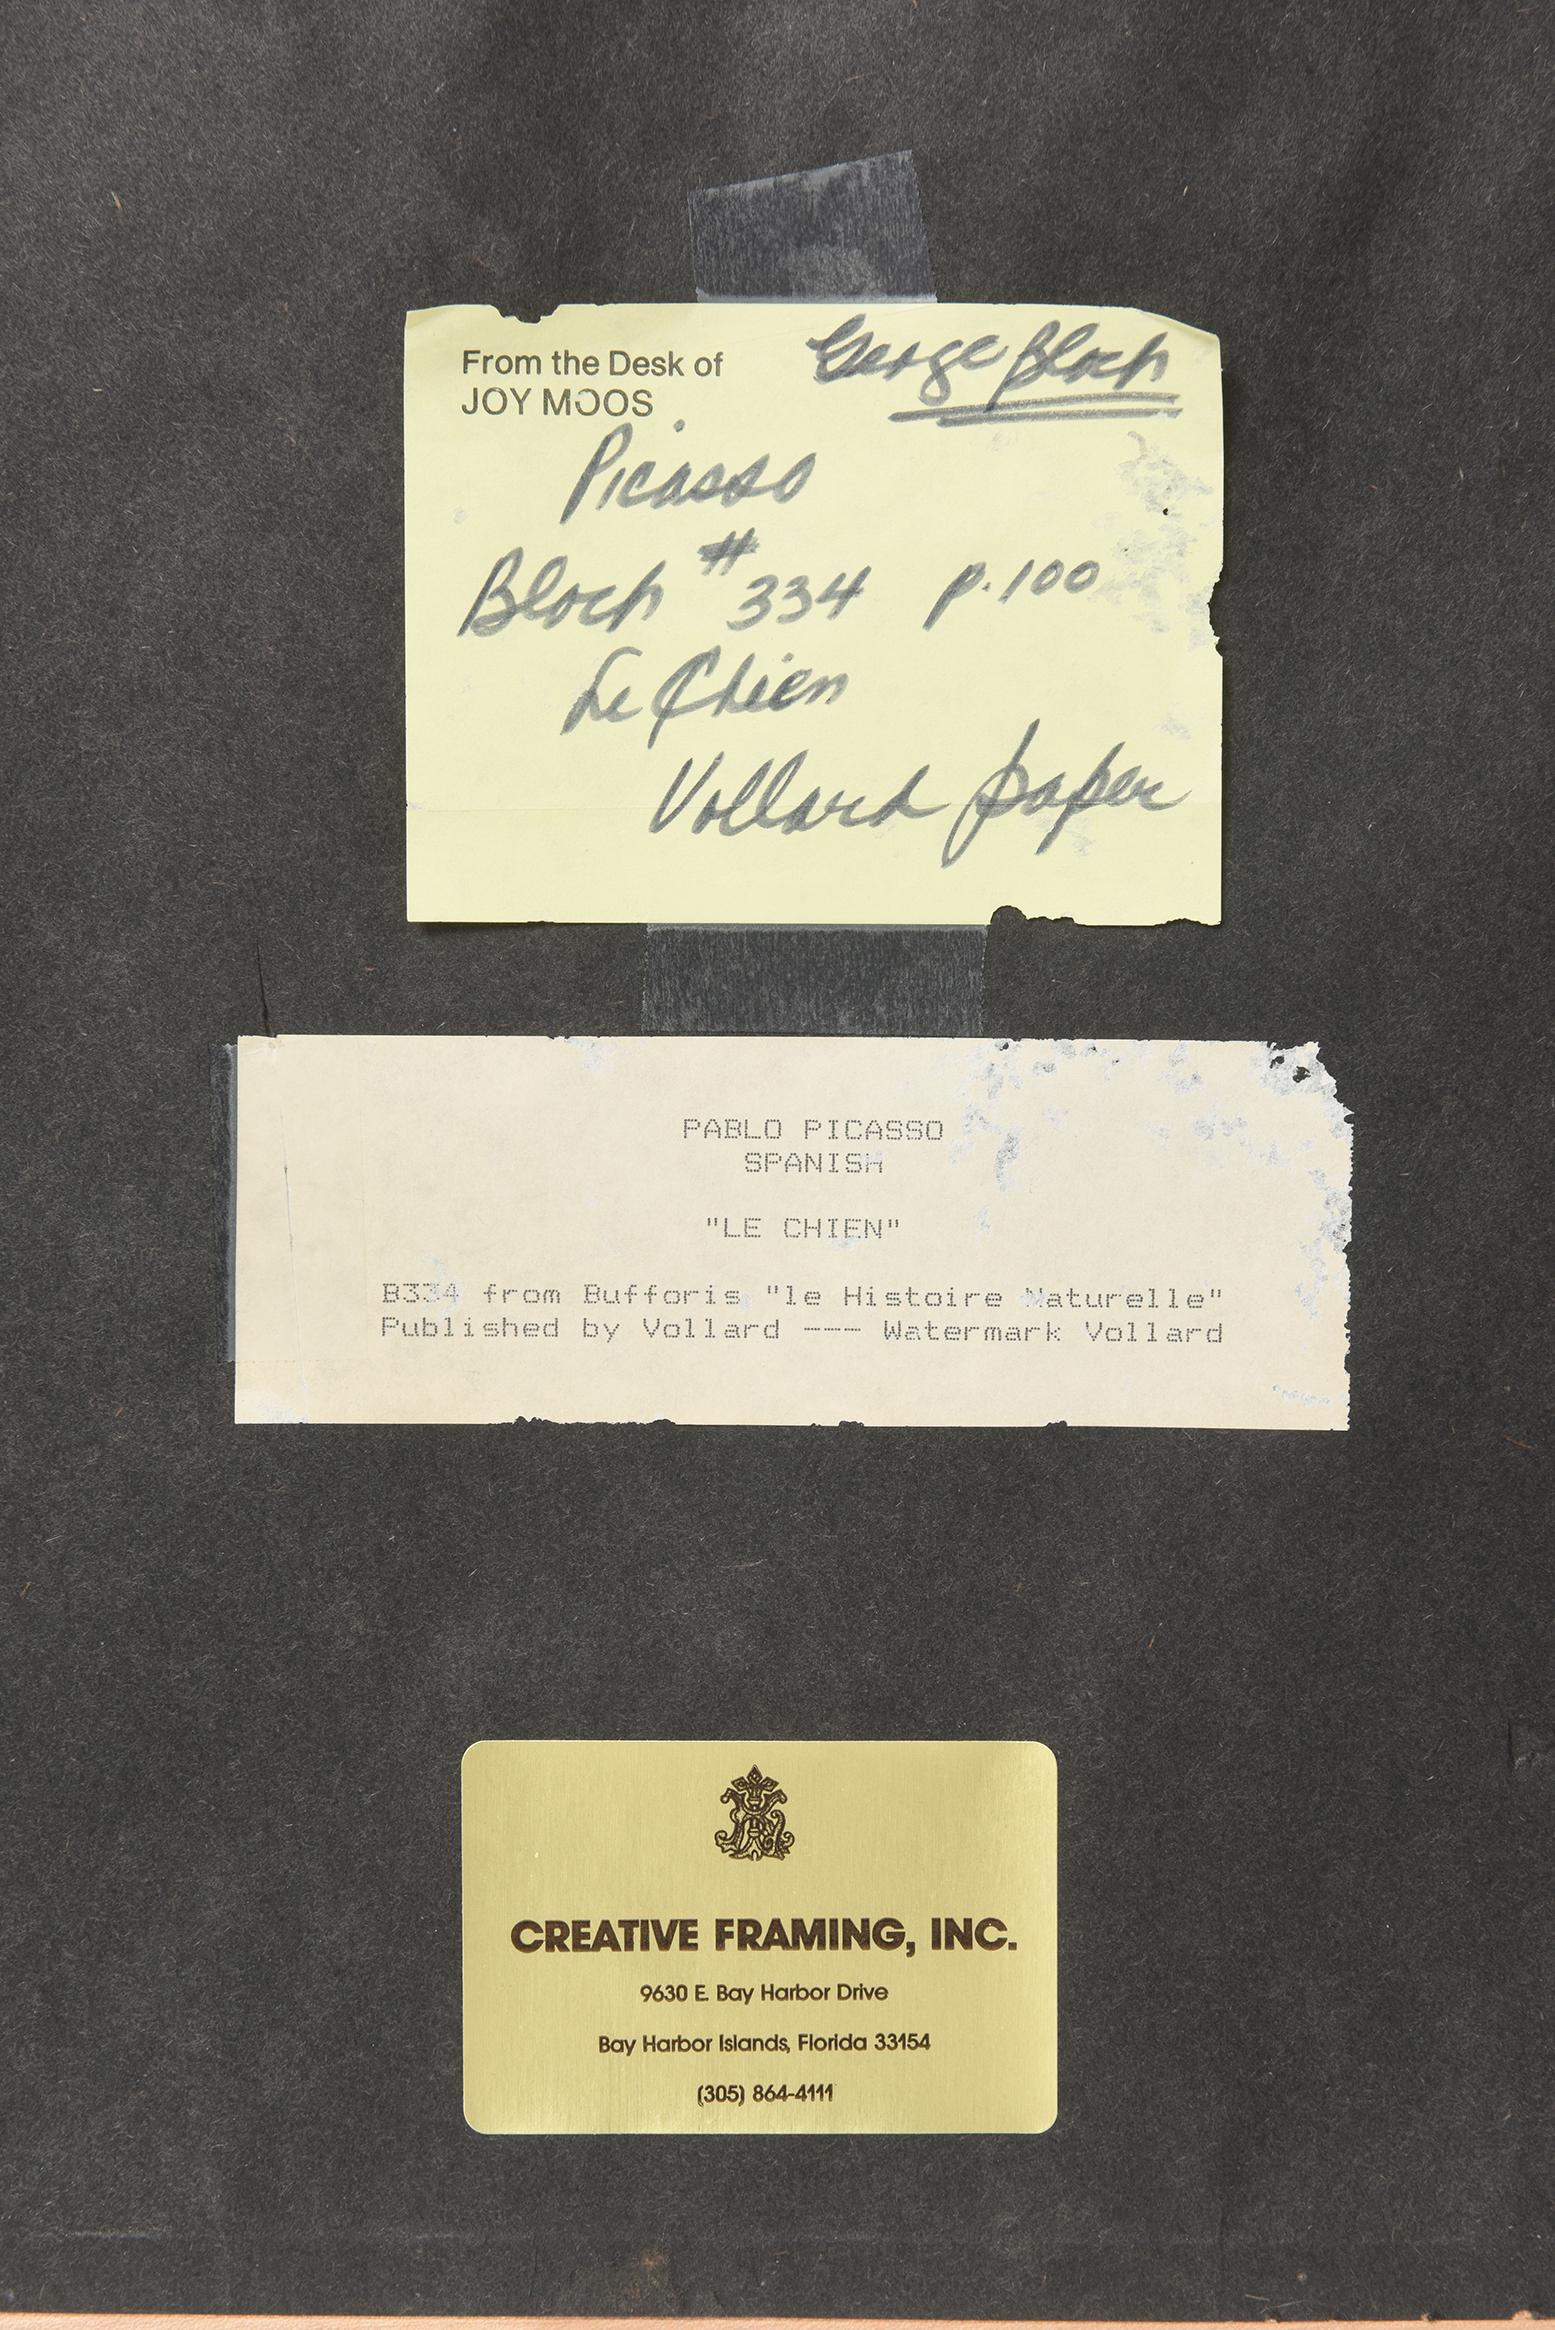 From the Desk of
JOY MOOS
George Bloch
Picasso
Bloch # 334 p. 100
Le Chien
Vollard paper
PABLO PICASSO
SPANISH
"LE CHIEN"
B334 from Bufforis "le Histoire Naturelle"
Published by Vollard --- Watermark Vollard
CREATIVE FRAMING, INC.
9630 E. Bay Harbor Drive
Bay Harbor Islands, Florida 33154
(305) 864-4111